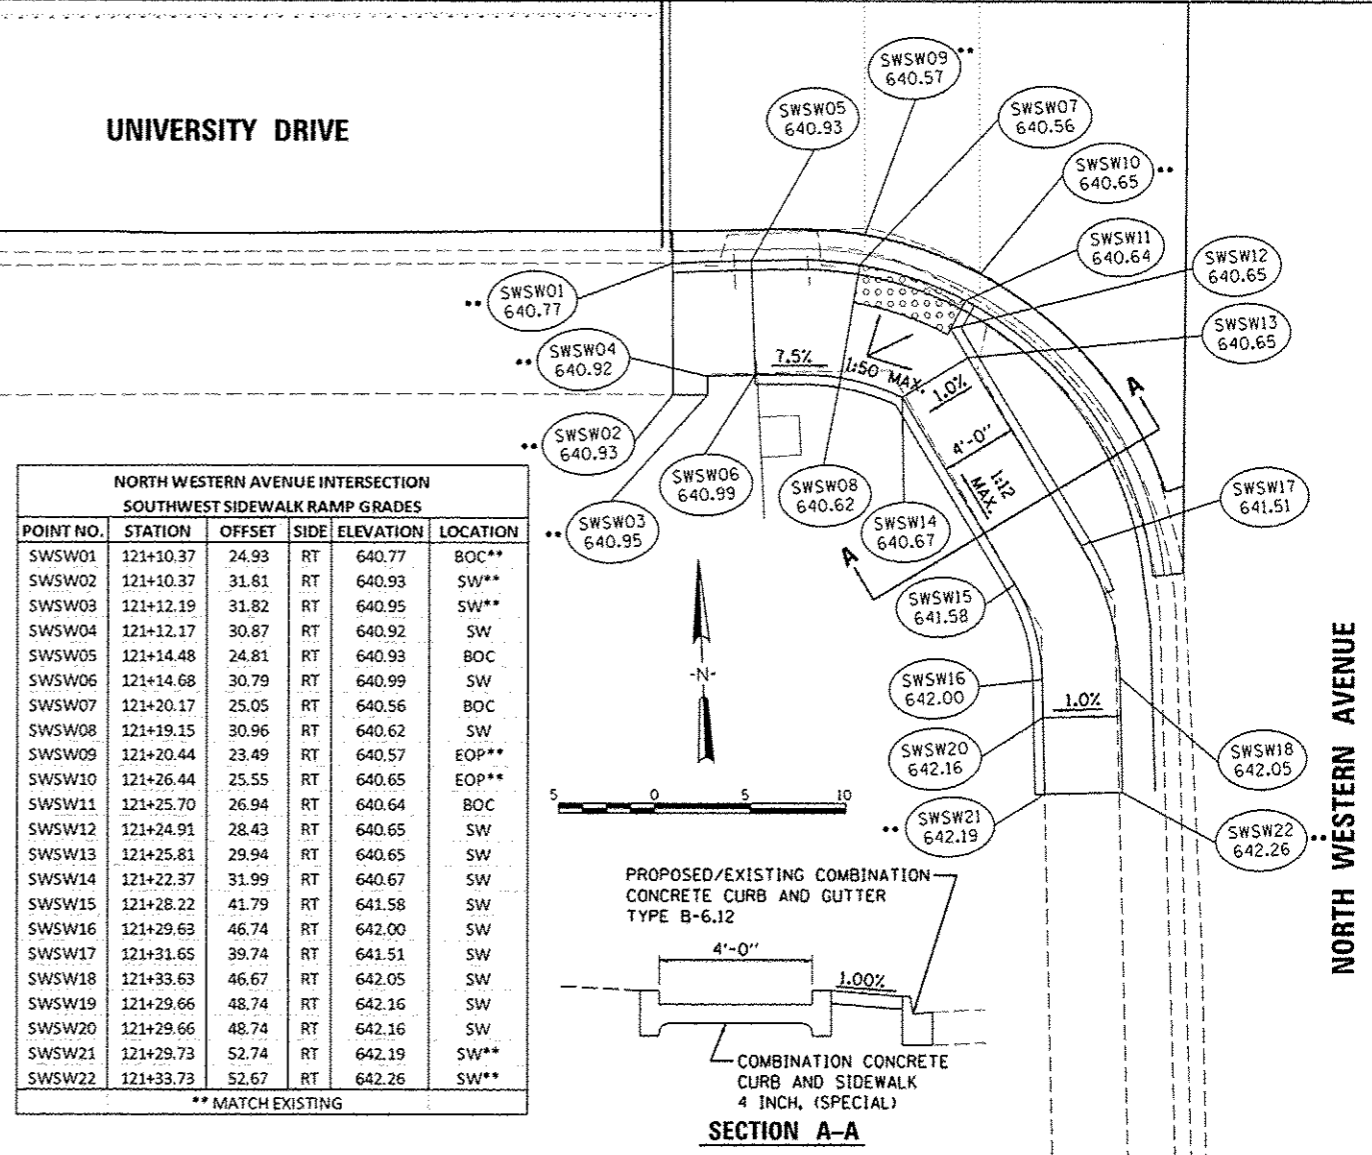 UNIVERSITY DRIVE
SWSW09 **
640.57
SWSW05
640.93
SWSW07
640.56
SWSW10 **
640.65
SWSW11
640.64
SWSW12
640.65
** SWSW01
640.77
SWSW13
640.65
** SWSW04
640.92
7.5%
1:50 MAX.
1.0%
A
4'-0"
1:12
MAX.
** SWSW02
640.93
SWSW06
640.99
SWSW08
640.62
SWSW17
641.51
** SWSW03
640.95
SWSW14
640.67
A
SWSW15
641.58
-N-
SWSW16
642.00
1.0%
SWSW20
642.16
SWSW18
642.05
5 0 5 10
** SWSW21
642.19
SWSW22 **
642.26
NORTH WESTERN AVENUE
NORTH WESTERN AVENUE INTERSECTION
SOUTHWEST SIDEWALK RAMP GRADES
POINT NO. STATION OFFSET SIDE ELEVATION LOCATION
SWSW01 121+10.37 24.93 RT 640.77 BOC**
SWSW02 121+10.37 31.81 RT 640.93 SW**
SWSW03 121+12.19 31.82 RT 640.95 SW**
SWSW04 121+12.17 30.87 RT 640.92 SW
SWSW05 121+14.48 24.81 RT 640.93 BOC
SWSW06 121+14.68 30.79 RT 640.99 SW
SWSW07 121+20.17 25.05 RT 640.56 BOC
SWSW08 121+19.15 30.96 RT 640.62 SW
SWSW09 121+20.44 23.49 RT 640.57 EOP**
SWSW10 121+26.44 25.55 RT 640.65 EOP**
SWSW11 121+25.70 26.94 RT 640.64 BOC
SWSW12 121+24.91 28.43 RT 640.65 SW
SWSW13 121+25.81 29.94 RT 640.65 SW
SWSW14 121+22.37 31.99 RT 640.67 SW
SWSW15 121+28.22 41.79 RT 641.58 SW
SWSW16 121+29.63 46.74 RT 642.00 SW
SWSW17 121+31.65 39.74 RT 641.51 SW
SWSW18 121+33.63 46.67 RT 642.05 SW
SWSW19 121+29.66 48.74 RT 642.16 SW
SWSW20 121+29.66 48.74 RT 642.16 SW
SWSW21 121+29.73 52.74 RT 642.19 SW**
SWSW22 121+33.73 52.67 RT 642.26 SW**
** MATCH EXISTING
PROPOSED/EXISTING COMBINATION
CONCRETE CURB AND GUTTER
TYPE B-6.12
4'-0"
1.00%
COMBINATION CONCRETE
CURB AND SIDEWALK
4 INCH, (SPECIAL)
SECTION A-A